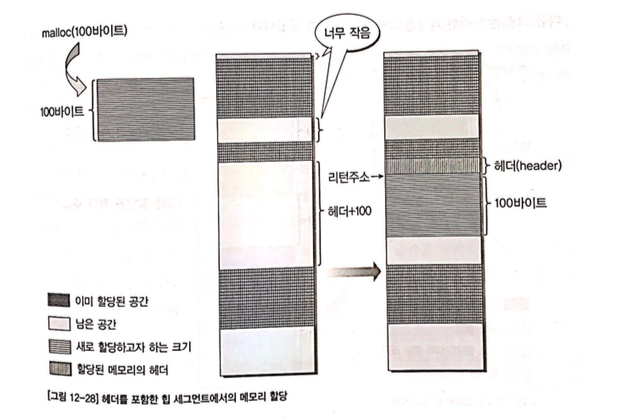 malloc(100바이트)
너무 작음
100바이트
헤더(header)
리턴주소
헤더+100
100바이트
이미 할당된 공간
남은 공간
새로 할당하고자 하는 크기
할당된 메모리의 헤더
[그림 12-28] 헤더를 포함한 힙 세그먼트에서의 메모리 할당